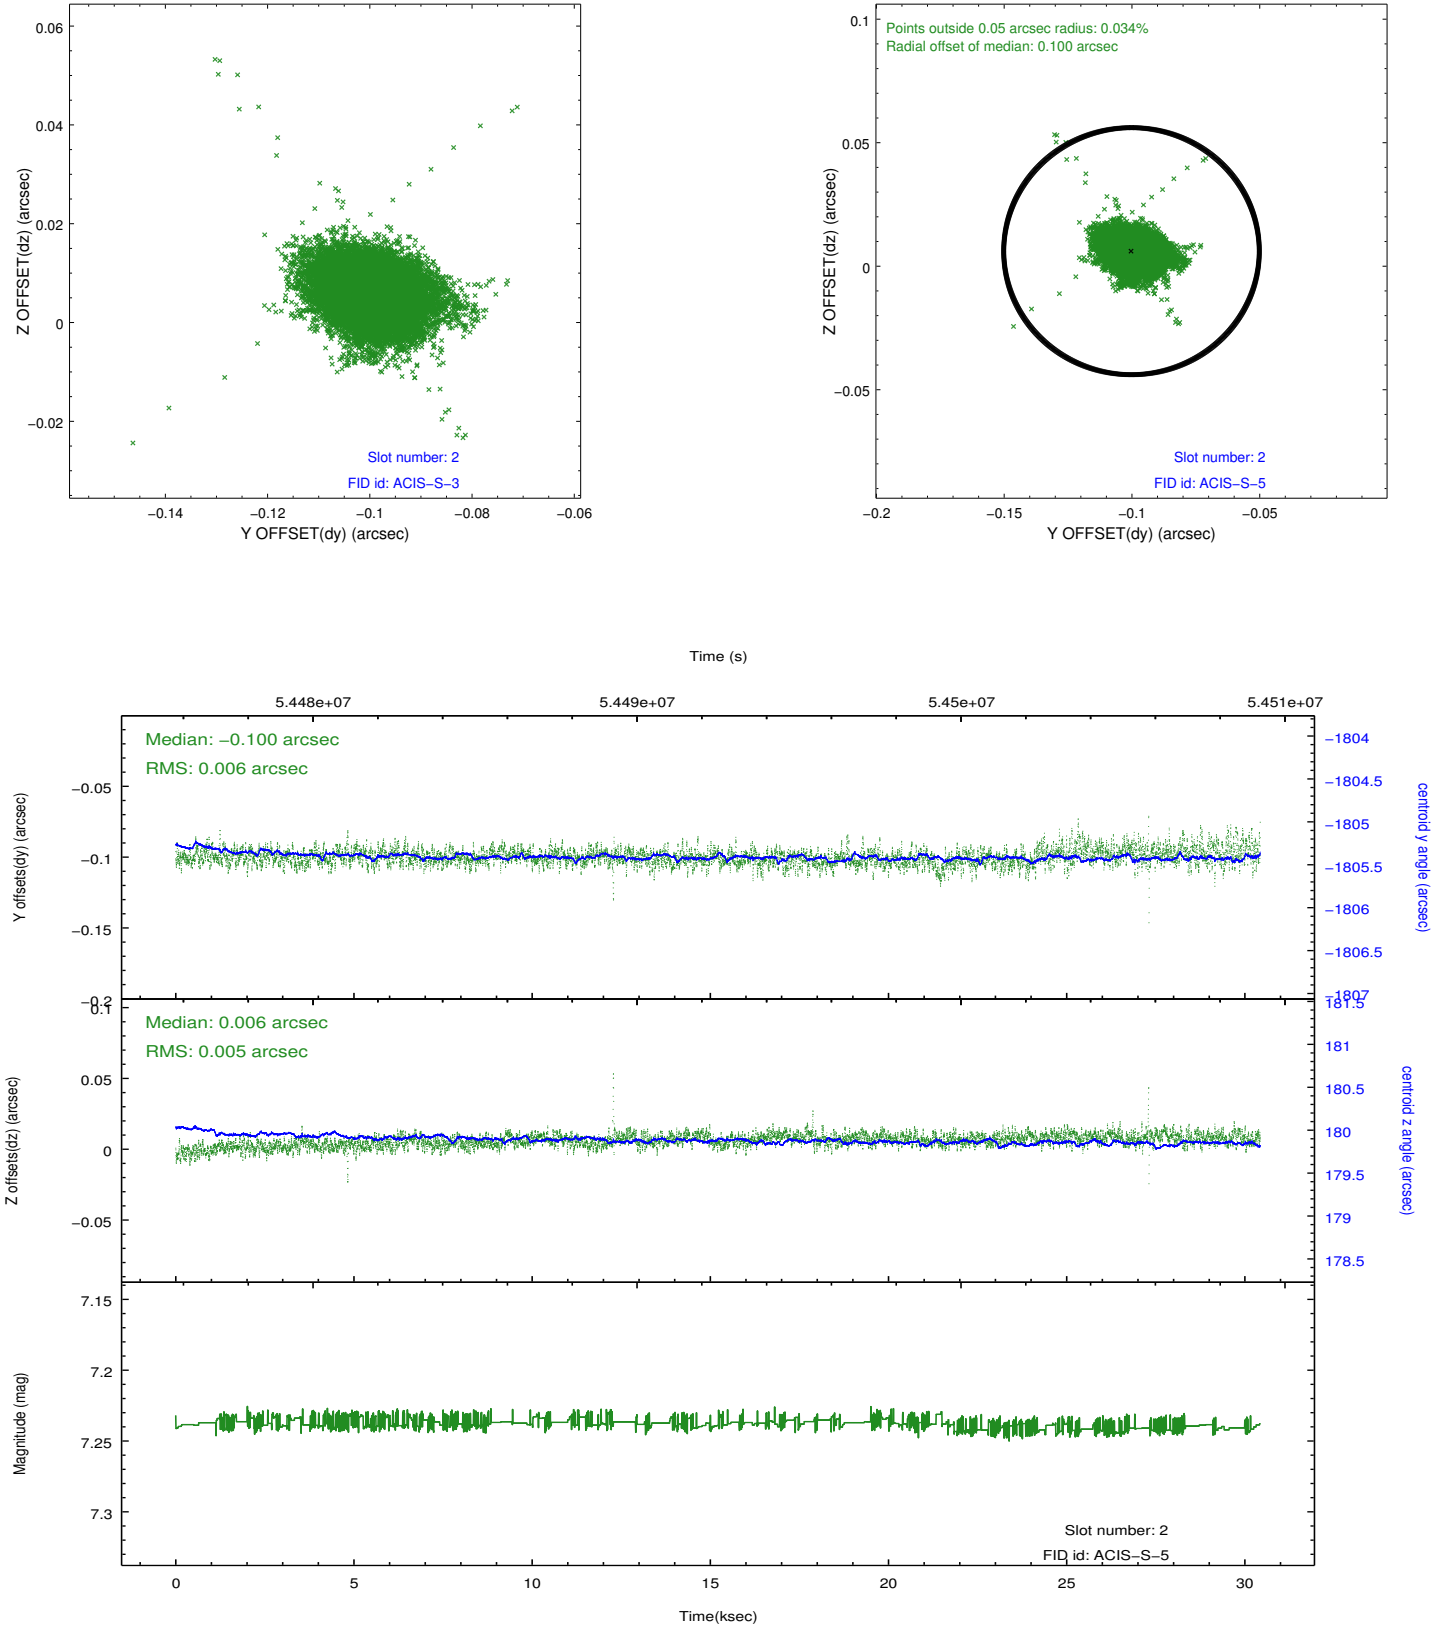 0.06
0.04
0.02
0
−0.02
Z OFFSET(dz) (arcsec)
Slot number: 2
FID id: ACIS−S−3
−0.14
−0.12
−0.1
−0.08
−0.06
Y OFFSET(dy) (arcsec)
Points outside 0.05 arcsec radius: 0.034%
Radial offset of median: 0.100 arcsec
0.1
0.05
0
−0.05
Z OFFSET(dz) (arcsec)
Slot number: 2
FID id: ACIS−S−5
−0.2
−0.15
−0.1
−0.05
Y OFFSET(dy) (arcsec)
Time (s)
5.448e+07
5.449e+07
5.45e+07
5.451e+07
Median: −0.100 arcsec
RMS: 0.006 arcsec
−0.05
−0.1
−0.15
−0.2
Y offsets(dy) (arcsec)
−1804
−1804.5
−1805
−1805.5
−1806
−1806.5
−1807
centroid y angle (arcsec)
Median: 0.006 arcsec
RMS: 0.005 arcsec
0.1
0.05
0
−0.05
Z offsets(dz) (arcsec)
181.5
181
180.5
180
179.5
179
178.5
centroid z angle (arcsec)
7.15
7.2
7.25
7.3
Magnitude (mag)
Slot number: 2
FID id: ACIS−S−5
0
5
10
15
20
25
30
Time(ksec)